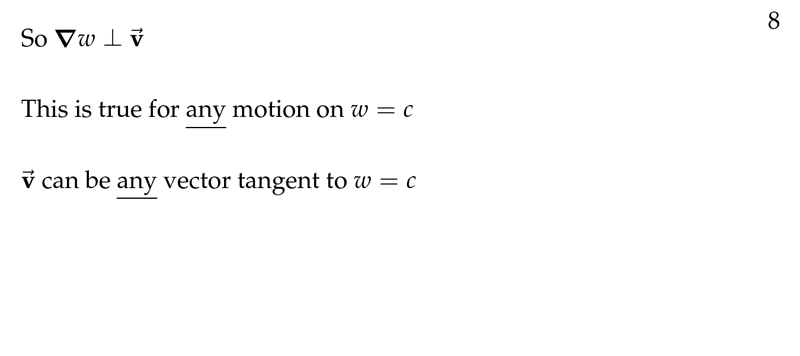 8
So ∇w ⊥ v⃗
This is true for any motion on w = c
v⃗ can be any vector tangent to w = c